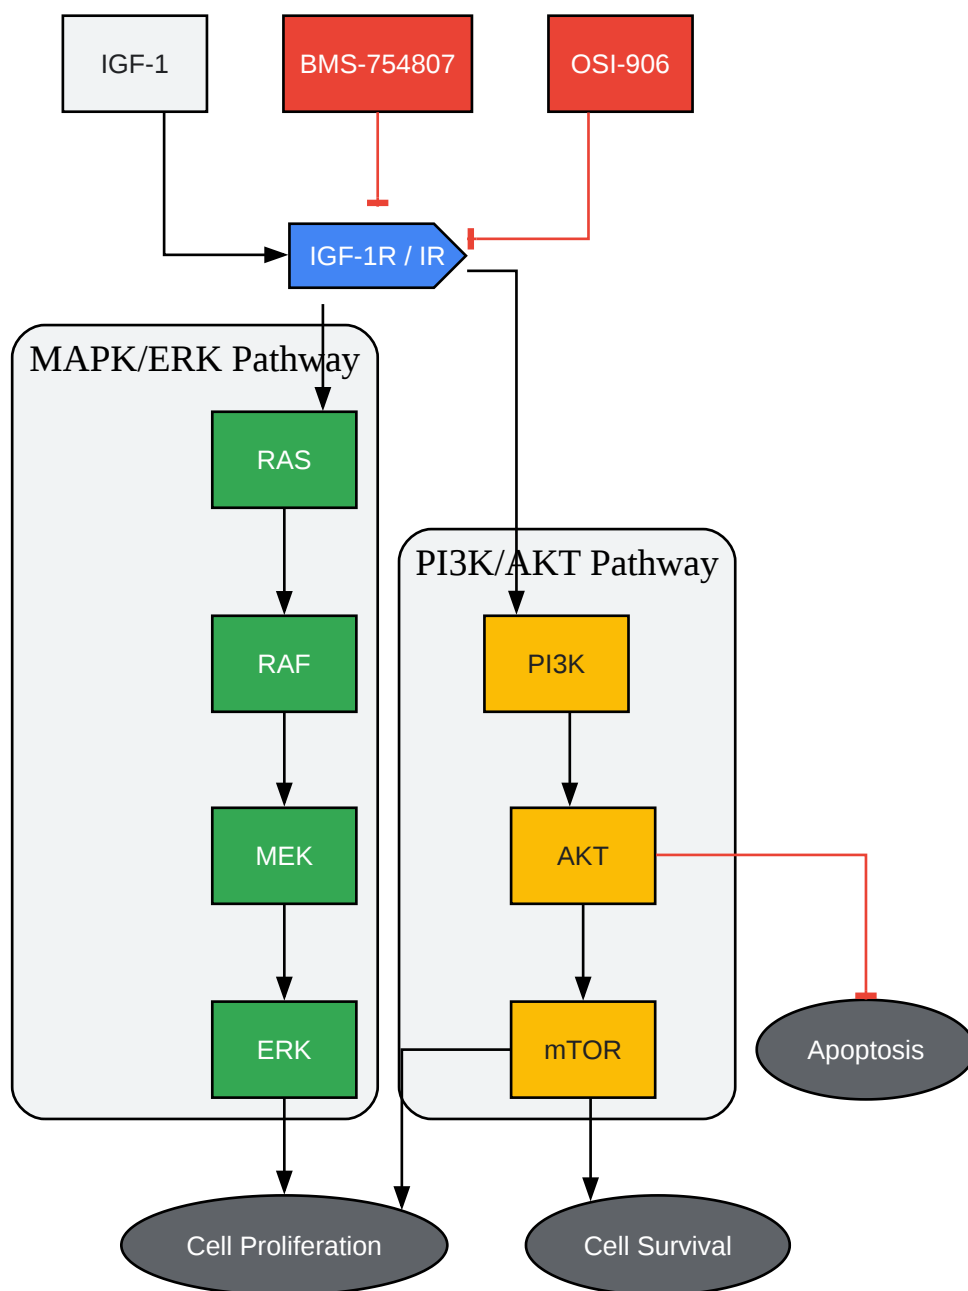 IGF-1
BMS-754807
OSI-906
IGF-1R / IR
MAPK/ERK Pathway
RAS
PI3K/AKT Pathway
RAF
PI3K
MEK
AKT
ERK
mTOR
Apoptosis
Cell Proliferation
Cell Survival